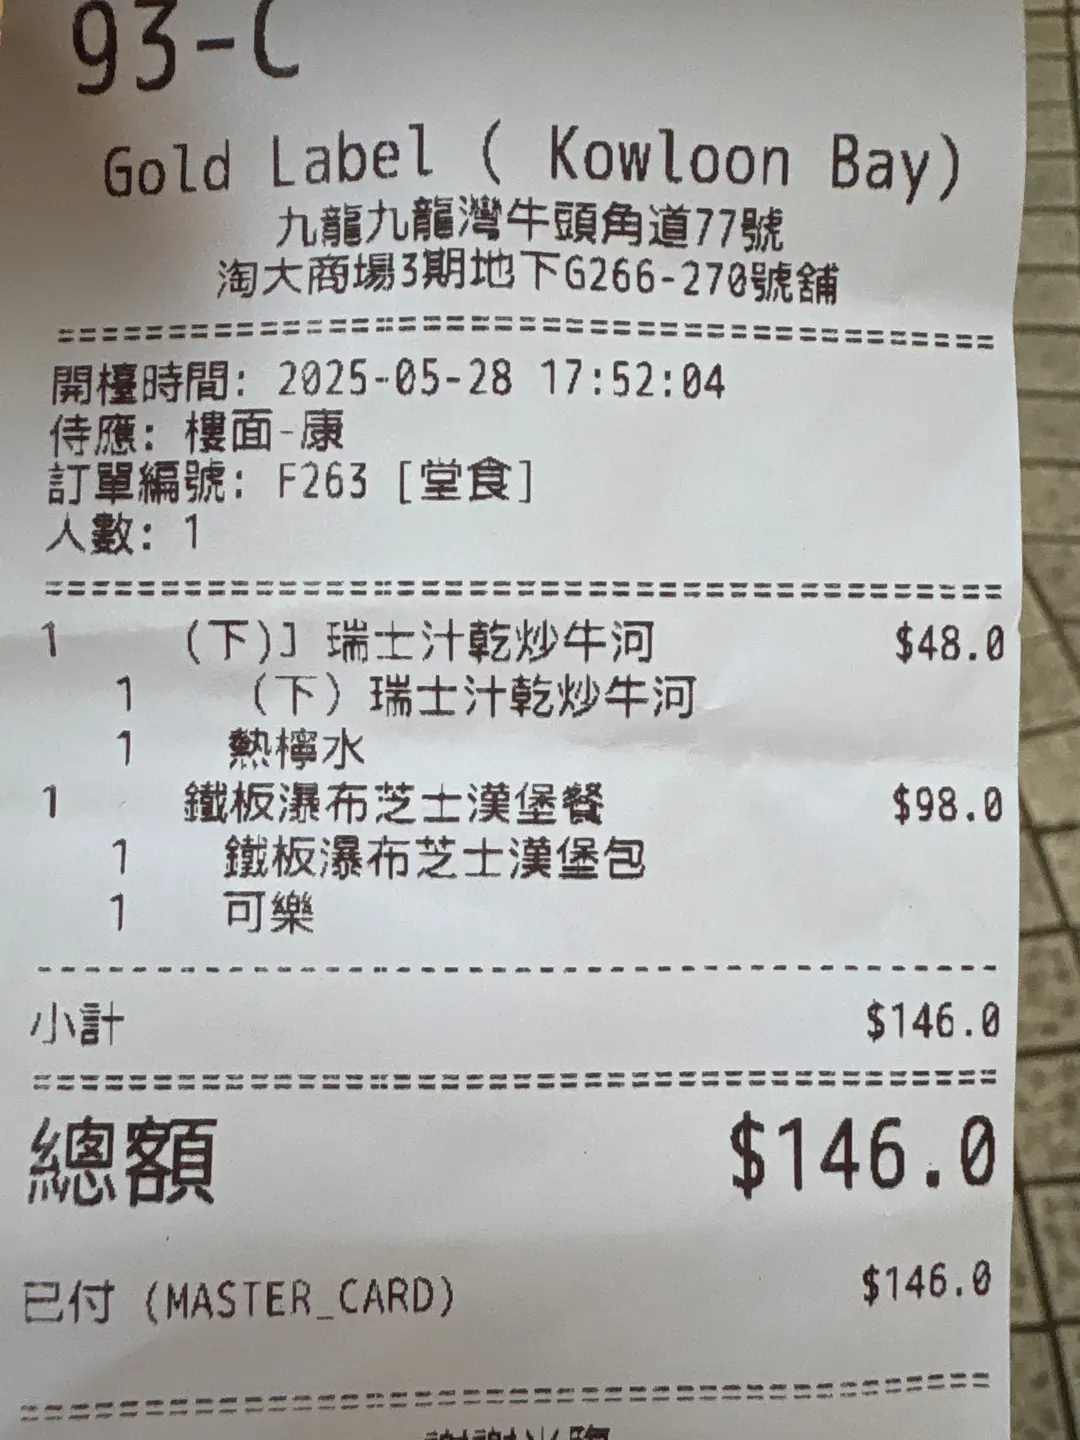 93-C
Gold Label ( Kowloon Bay)
九龍九龍灣牛頭角道77號
淘大商場3期地下G266-270號舖
==========================================
開檯時間: 2025-05-28 17:52:04
侍應: 樓面-康
訂單編號: F263 [堂食]
人數: 1
==========================================
1 (下)] 瑞士汁乾炒牛河 $48.0
1 (下) 瑞士汁乾炒牛河
1 熱檸水
1 鐵板瀑布芝士漢堡餐 $98.0
1 鐵板瀑布芝士漢堡包
1 可樂
------------------------------------------
小計 $146.0
==========================================
總額 $146.0
已付 (MASTER_CARD) $146.0
==========================================